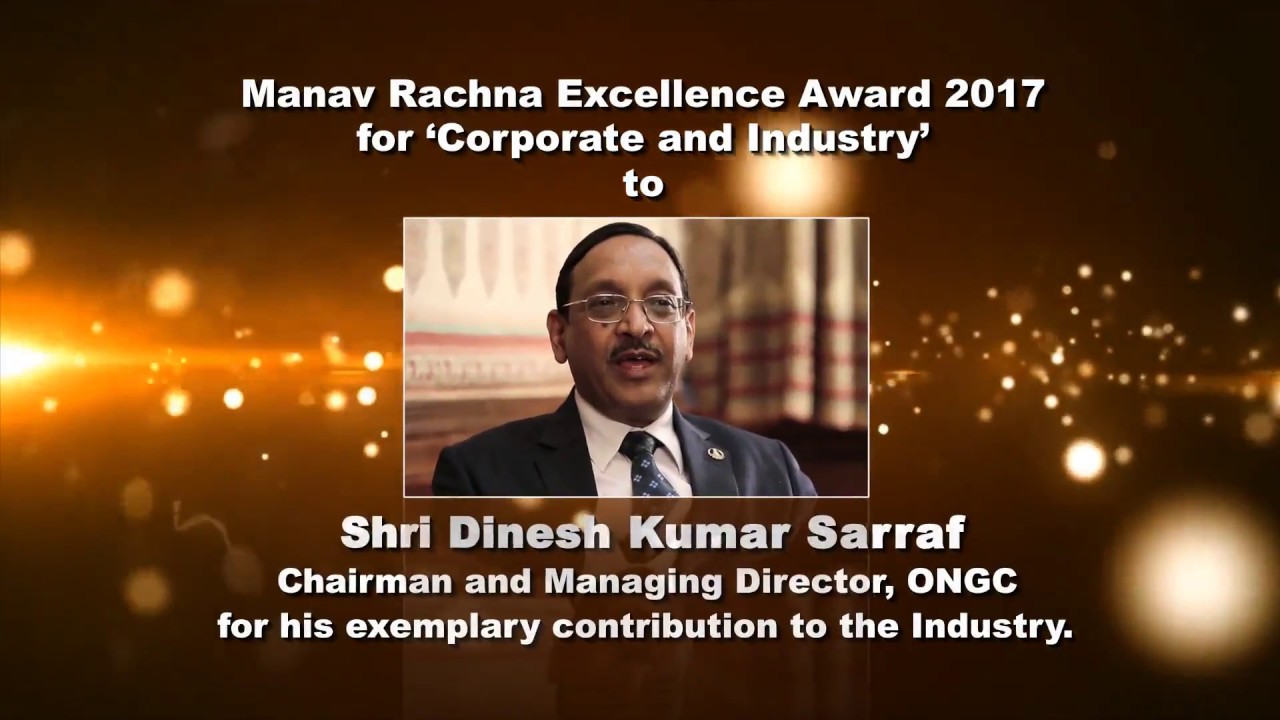 Manav Rachna Excellence Award 2017
for ‘Corporate and Industry’
to
Shri Dinesh Kumar Sarraf
Chairman and Managing Director, ONGC
for his exemplary contribution to the Industry.